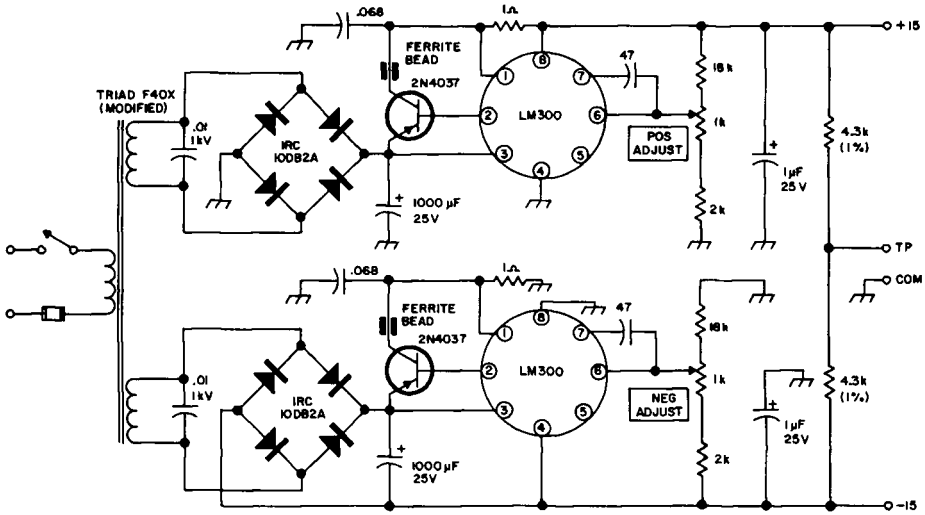 .068
1Ω
+15
FERRITE
BEAD
2N4037
1
8
7
47
18k
TRIAD F40X
(MODIFIED)
.01
1kV
IRC
10DB2A
2
LM300
6
1k
POS
ADJUST
4.3k
(1%)
3
5
4
+
1000 µF
25V
2k
+
1µF
25V
TP
COM
.068
1Ω
FERRITE
BEAD
2N4037
1
8
7
47
18k
.01
1kV
IRC
10DB2A
2
LM300
6
1k
NEG
ADJUST
4.3k
(1%)
3
5
4
+
1000µF
25V
2k
+
1µF
25V
-15